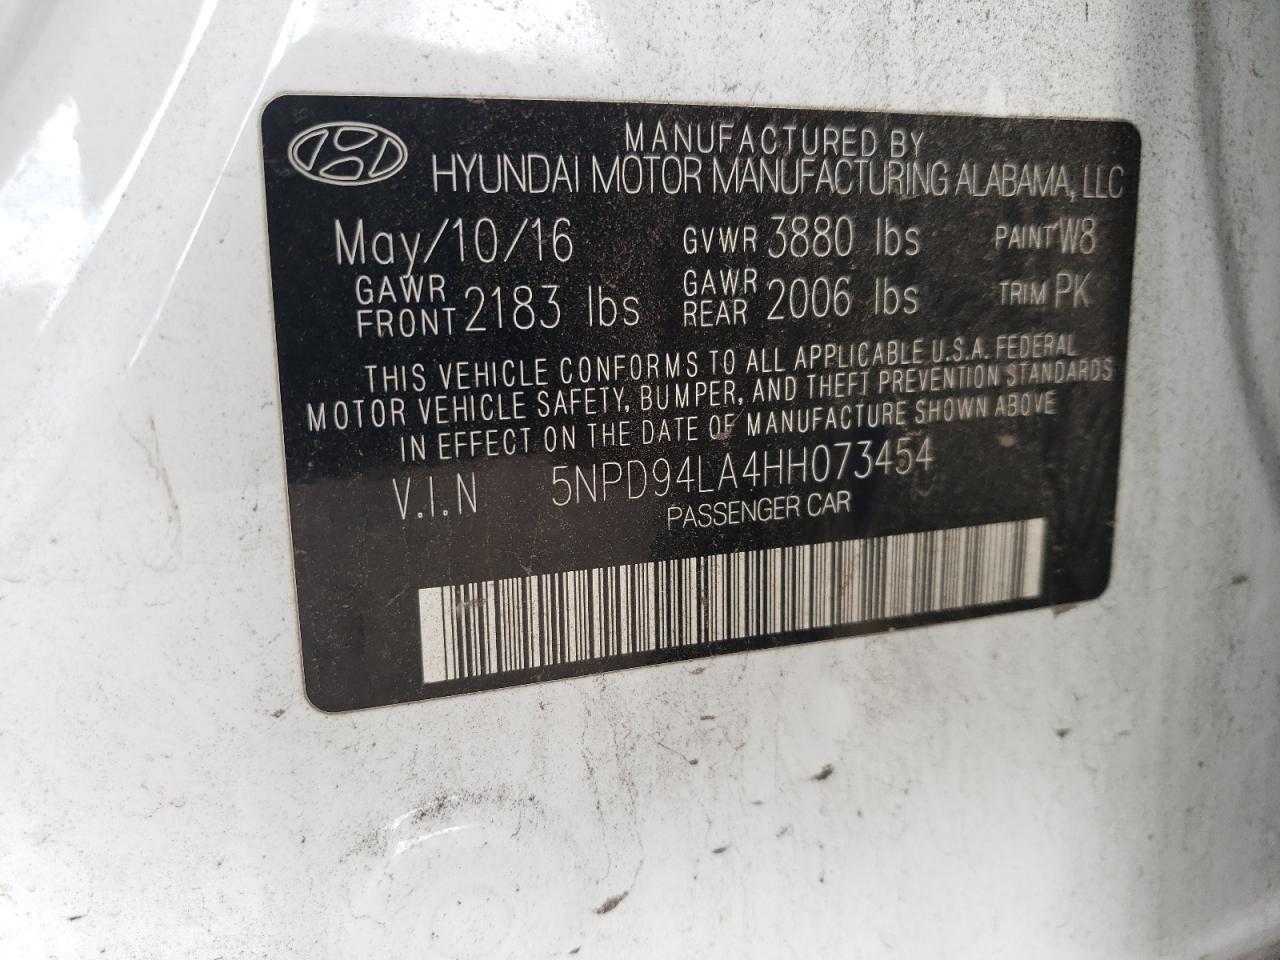 MANUFACTURED BY
HYUNDAI MOTOR MANUFACTURING ALABAMA, LLC
May/10/16 GVWR 3880 lbs PAINT W8
GAWR FRONT 2183 lbs GAWR REAR 2006 lbs TRIM PK
THIS VEHICLE CONFORMS TO ALL APPLICABLE U.S.A. FEDERAL
MOTOR VEHICLE SAFETY, BUMPER, AND THEFT PREVENTION STANDARDS
IN EFFECT ON THE DATE OF MANUFACTURE SHOWN ABOVE
V.I.N 5NPD94LA4HH073454
PASSENGER CAR